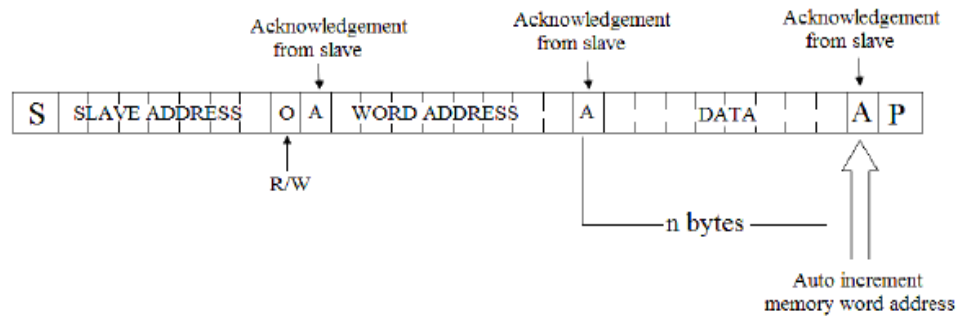 Acknowledgement
from slave
Acknowledgement
from slave
Acknowledgement
from slave
S SLAVE ADDRESS O A WORD ADDRESS A DATA A P
R/W
n bytes
Auto increment
memory word address